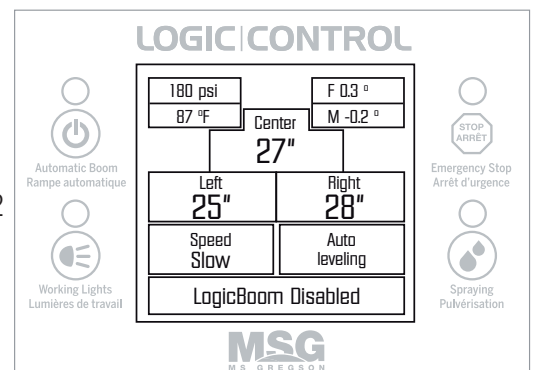 LOGIC|CONTROL
180 psi
87 °F
F 0.3 °
M -0.2 °
Center
27"
Left
25"
Right
28"
Speed
Slow
Auto
leveling
LogicBoom Disabled
Automatic Boom
Rampe automatique
Working Lights
Lumières de travail
STOP
ARRÊT
Emergency Stop
Arrêt d'urgence
Spraying
Pulvérisation
2
MSG
MS GREGSON